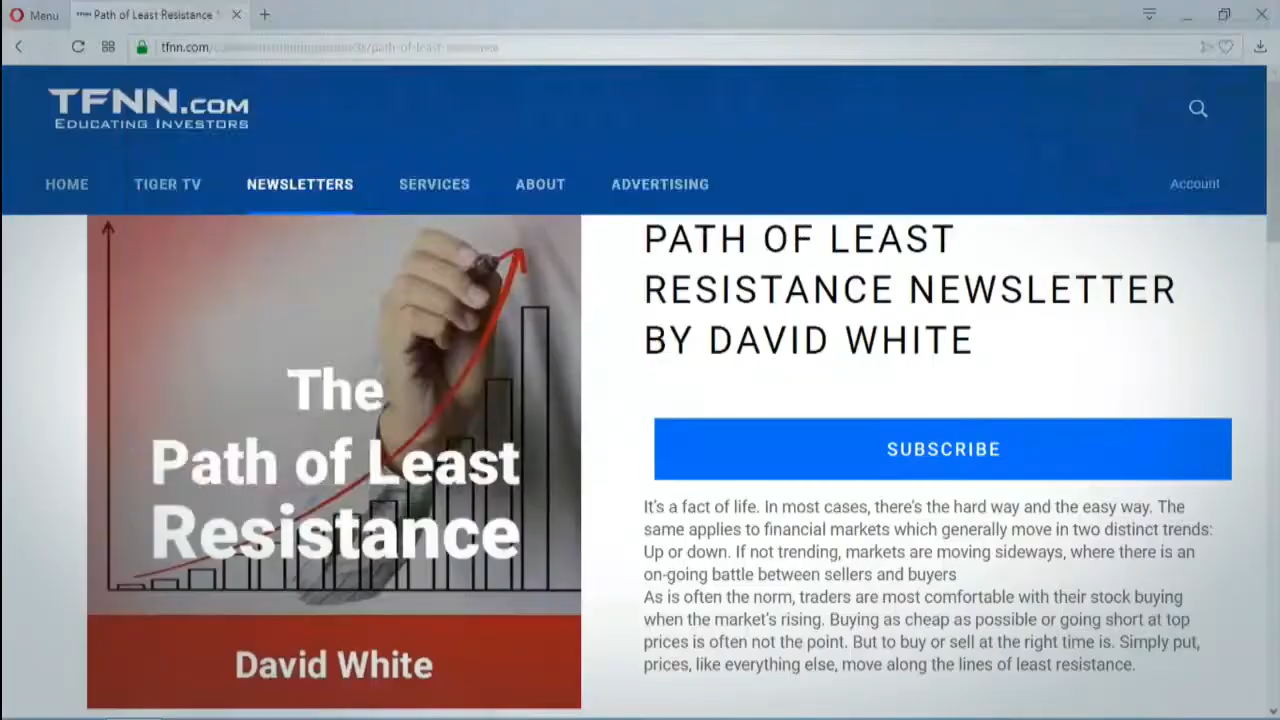 Menu
Path of Least Resistance
tfnn.com/
TFNN.COM
EDUCATING INVESTORS
HOME TIGER TV NEWSLETTERS SERVICES ABOUT ADVERTISING Account
PATH OF LEAST
RESISTANCE NEWSLETTER
BY DAVID WHITE
The
Path of Least
Resistance
David White
SUBSCRIBE
It's a fact of life. In most cases, there's the hard way and the easy way. The
same applies to financial markets which generally move in two distinct trends:
Up or down. If not trending, markets are moving sideways, where there is an
on-going battle between sellers and buyers
As is often the norm, traders are most comfortable with their stock buying
when the market's rising. Buying as cheap as possible or going short at top
prices is often not the point. But to buy or sell at the right time is. Simply put,
prices, like everything else, move along the lines of least resistance.